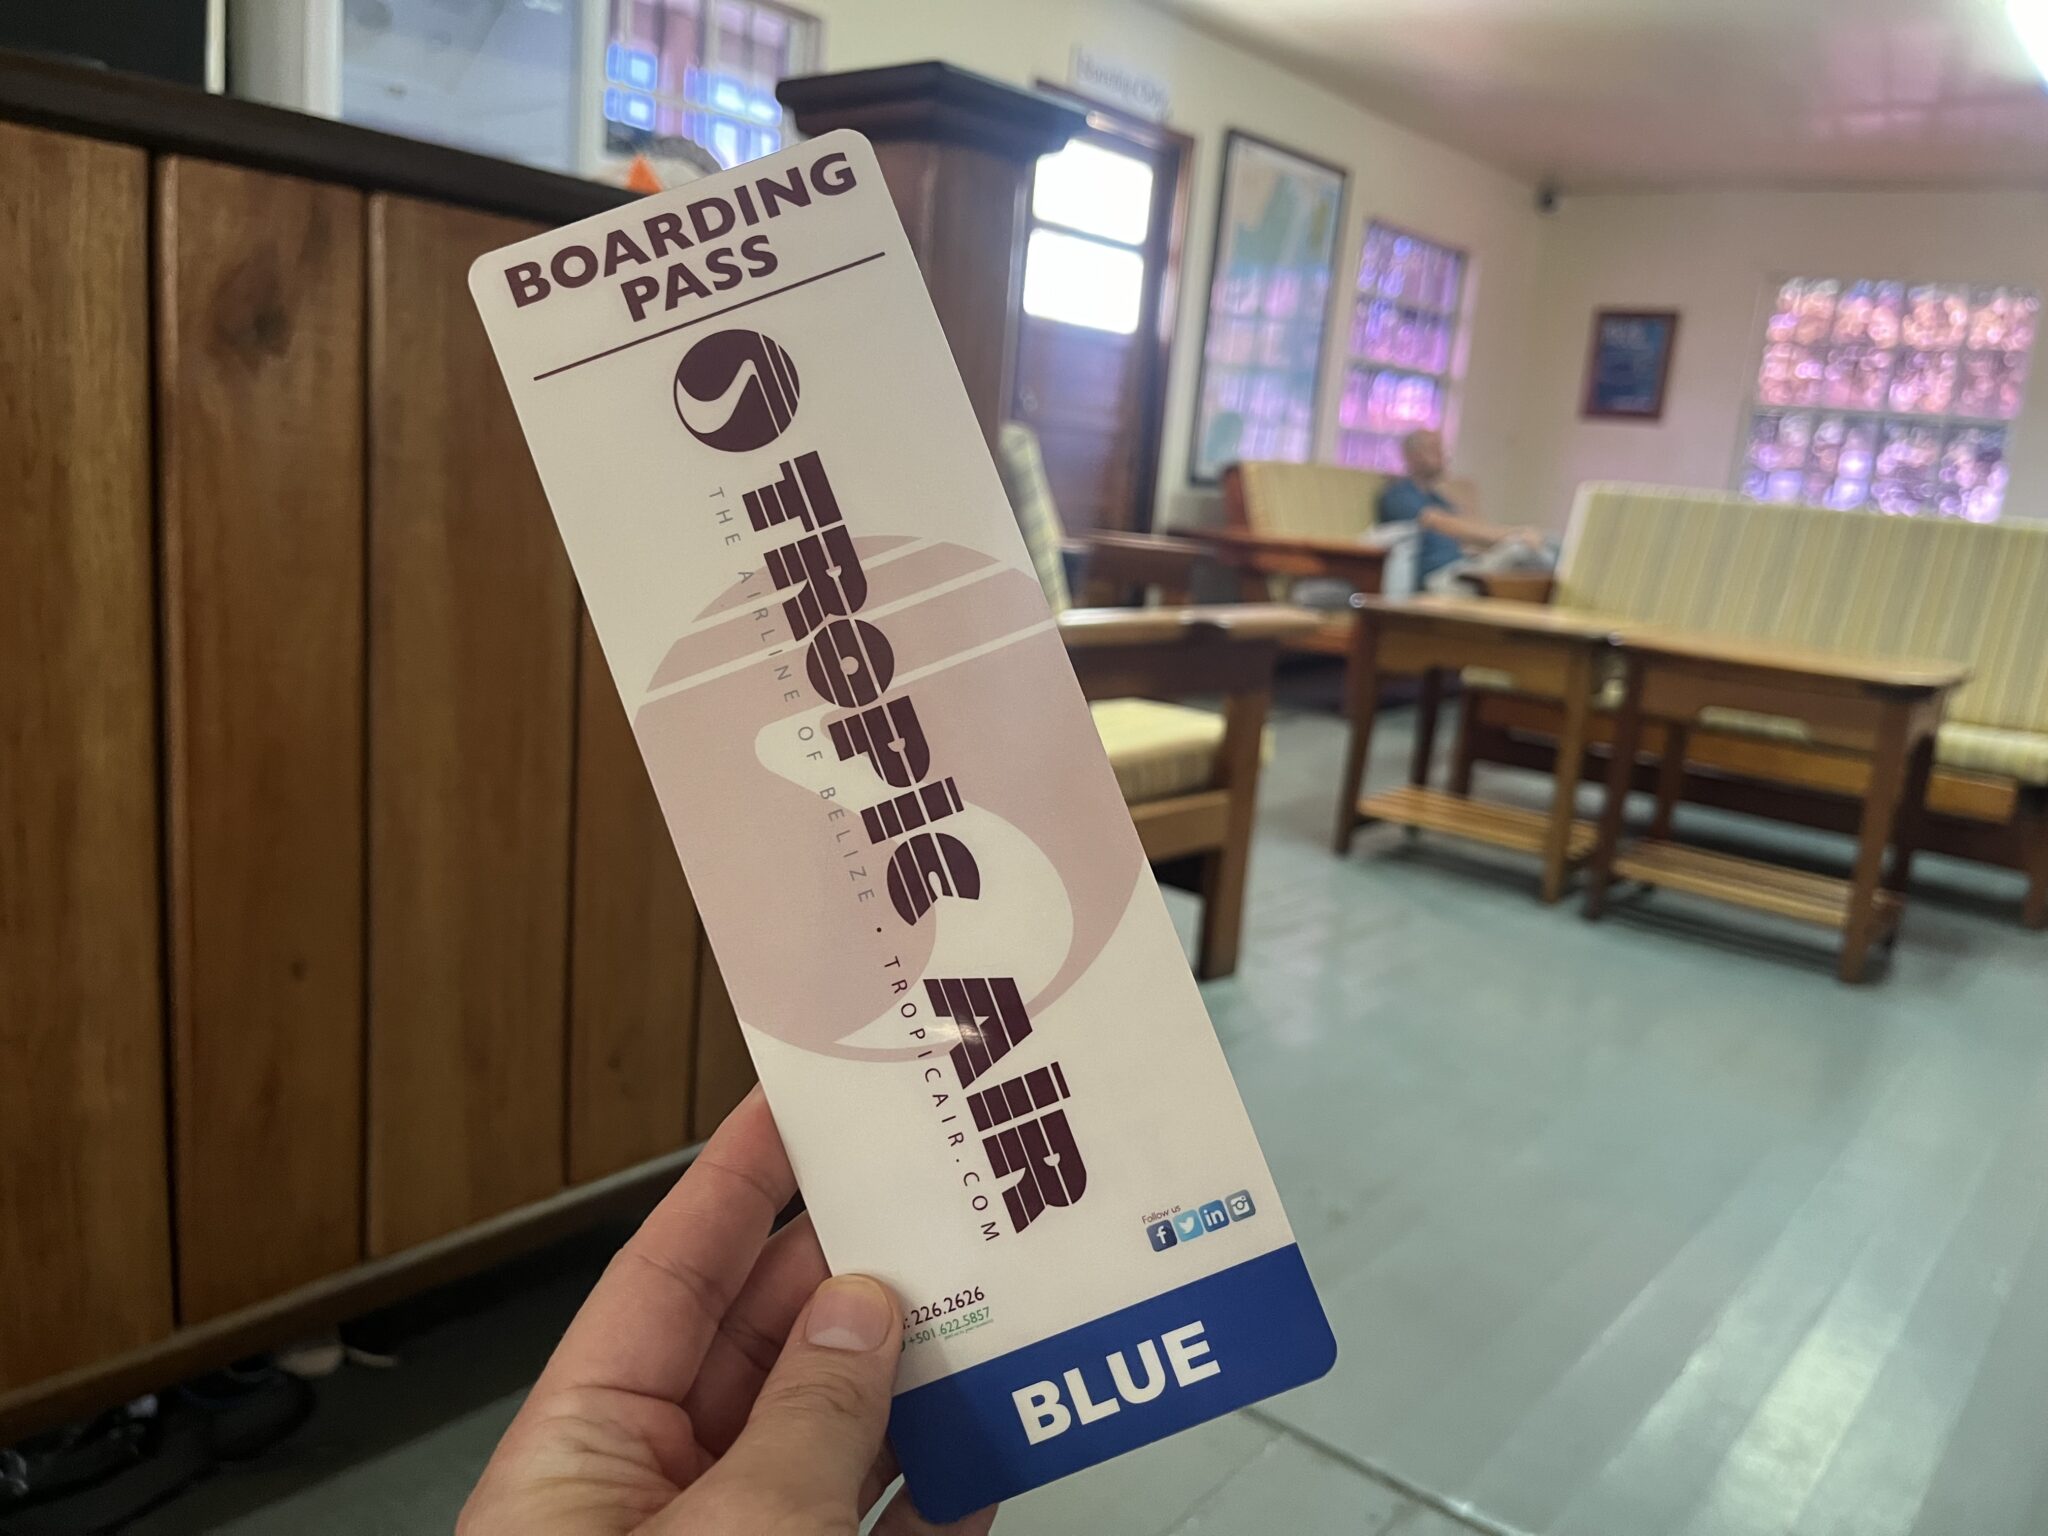 BOARDING
PASS
TROPIC AIR
THE AIRLINE OF BELIZE • TROPICAIR.COM
Follow us
: 226.2626
+501.622.5857
BLUE